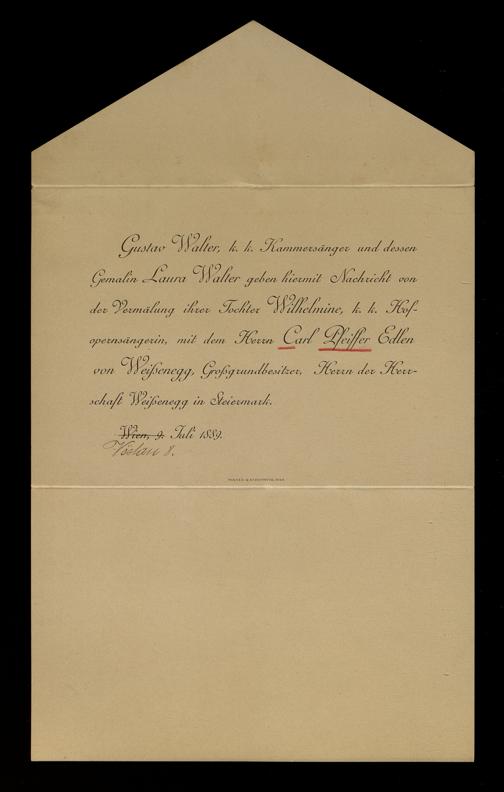 Gustav Walter, k. k. Kammersänger und dessen
Gemalin Laura Walter geben hiermit Nachricht von
der Vermälung ihrer Tochter Wilhelmine, k. k. Hof-
opernsängerin, mit dem Herrn Carl Pfeiffer Edlen
von Weißenegg, Großgrundbesitzer, Herrn der Herr-
schaft Weißenegg in Steiermark.
Wien, 9. Juli 1889.
Vöslau 8.